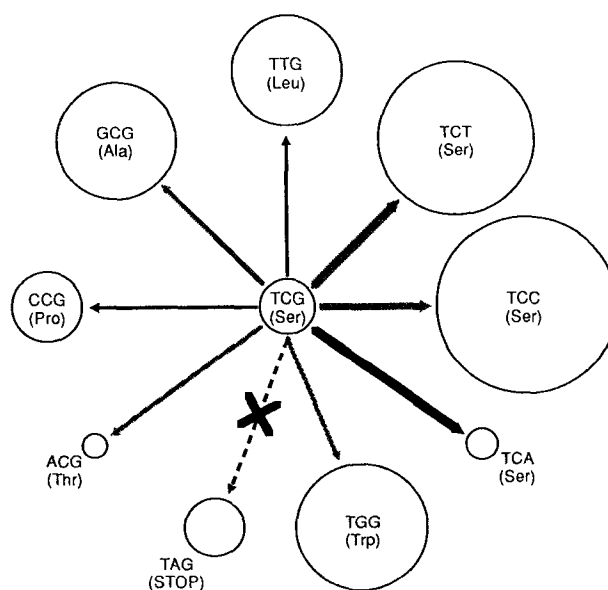 TTG
(Leu)
GCG
(Ala)
TCT
(Ser)
CCG
(Pro)
TCG
(Ser)
TCC
(Ser)
ACG
(Thr)
TCA
(Ser)
TAG
(STOP)
TGG
(Trp)